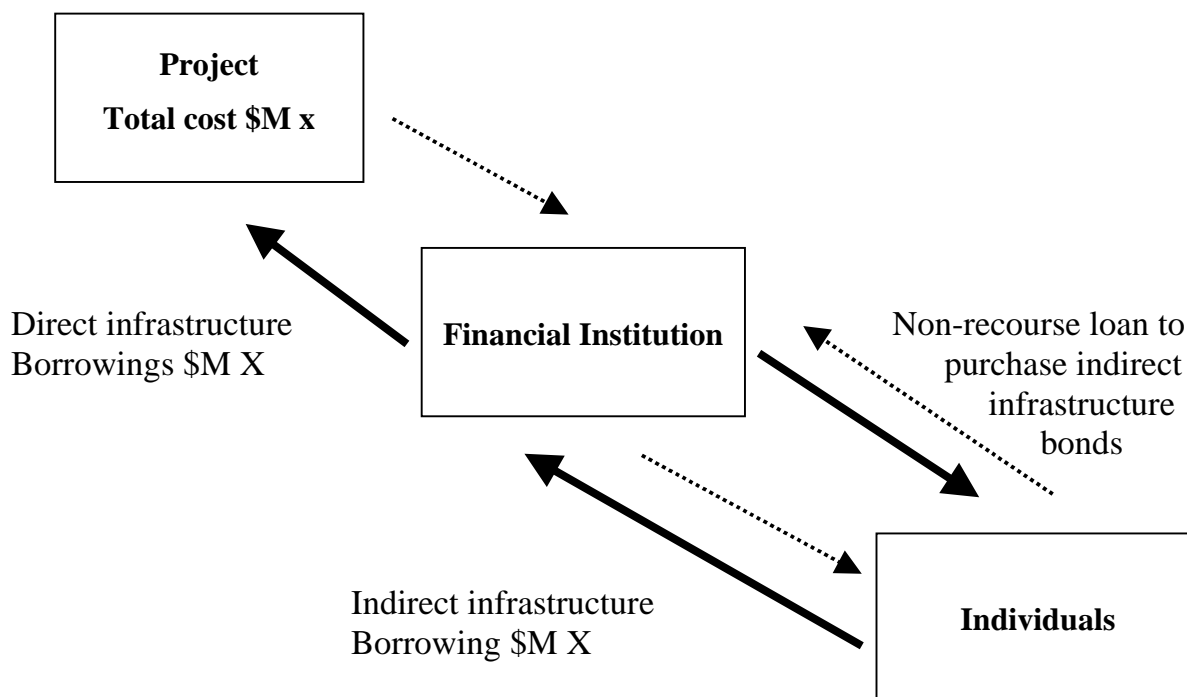 Project
Total cost $M x
Direct infrastructure
Borrowings $M X
Financial Institution
Non-recourse loan to
purchase indirect
infrastructure
bonds
Indirect infrastructure
Borrowing $M X
Individuals